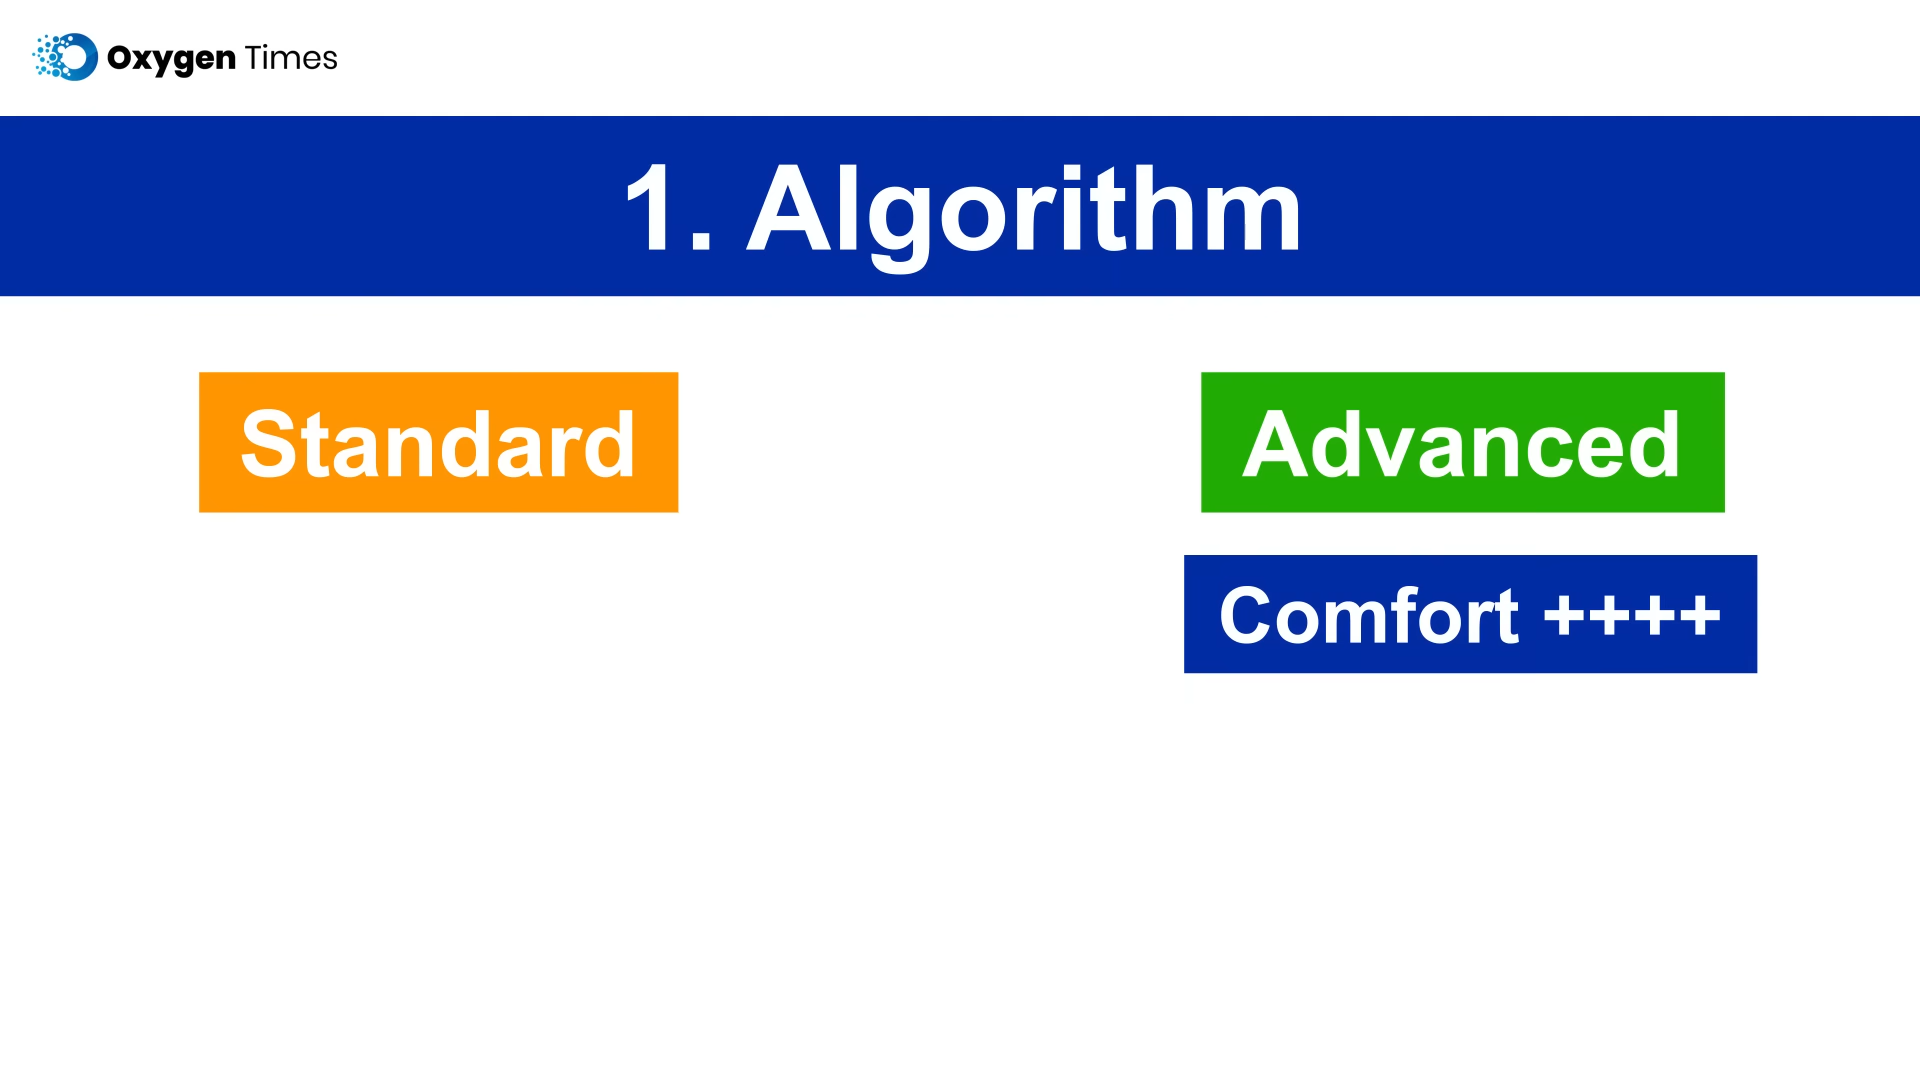 Oxygen Times
1. Algorithm
Standard
Advanced
Comfort ++++